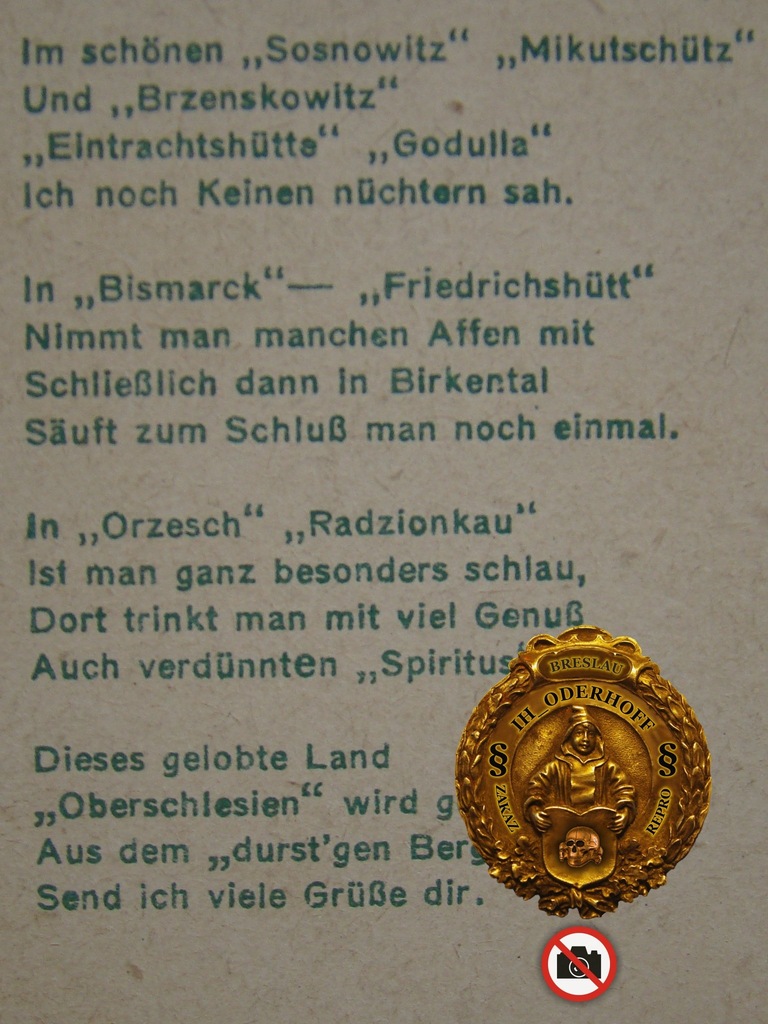 Im schönen „Sosnowitz“ „Mikutschütz“
Und „Brzenskowitz“
„Eintrachtshütte“ „Godulla“
Ich noch Keinen nüchtern sah.
In „Bismarck“— „Friedrichshütt“
Nimmt man manchen Affen mit
Schließlich dann in Birkental
Säuft zum Schluß man noch einmal.
In „Orzesch“ „Radzionkau“
Ist man ganz besonders schlau,
Dort trinkt man mit viel Genuß
Auch verdünnten „Spiritus
Dieses gelobte Land
„Oberschlesien“ wird g
Aus dem „durst’gen Berg
Send ich viele Grüße dir.
BRESLAU
IH_ODERHOFF
§ §
ZAKAZ REPRO